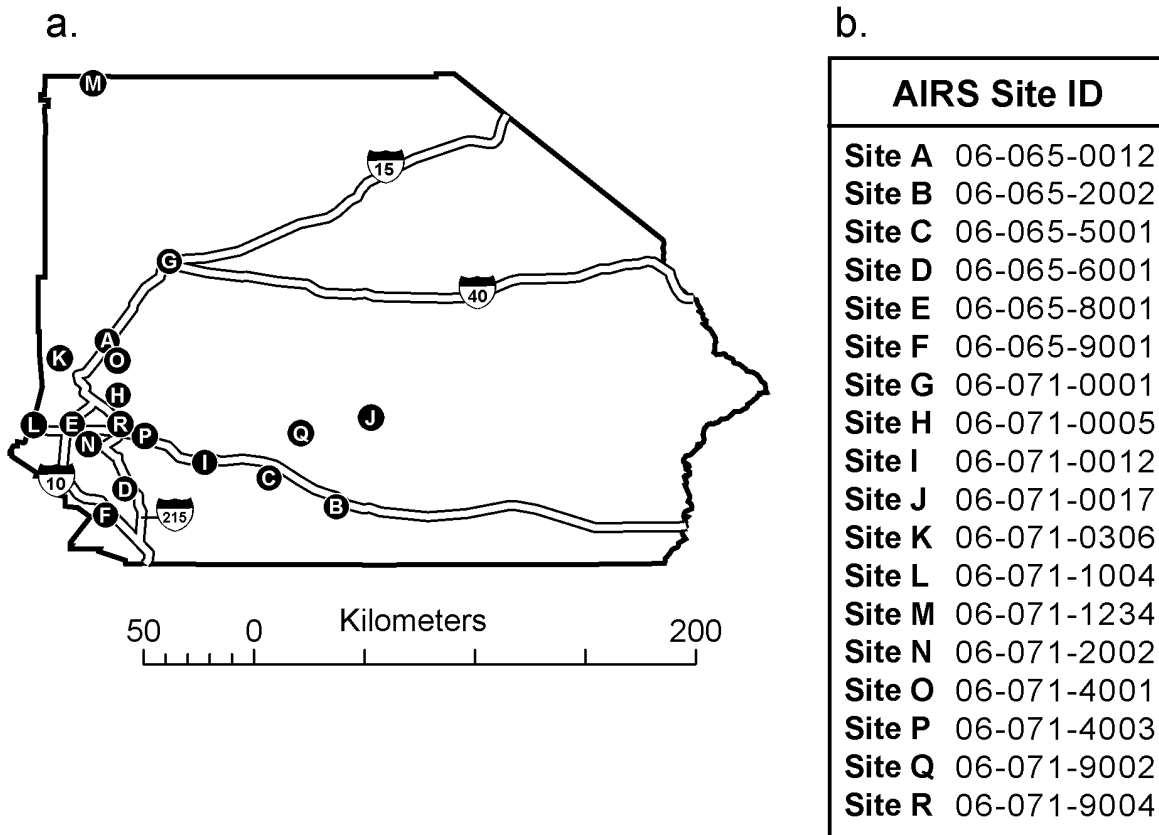 a.
M
15
G
40
A
K
O
H
J
L
E
R
Q
N
P
I
C
10
D
B
F
215
Kilometers
50 0 200
b.
AIRS Site ID
Site A 06-065-0012
Site B 06-065-2002
Site C 06-065-5001
Site D 06-065-6001
Site E 06-065-8001
Site F 06-065-9001
Site G 06-071-0001
Site H 06-071-0005
Site I 06-071-0012
Site J 06-071-0017
Site K 06-071-0306
Site L 06-071-1004
Site M 06-071-1234
Site N 06-071-2002
Site O 06-071-4001
Site P 06-071-4003
Site Q 06-071-9002
Site R 06-071-9004